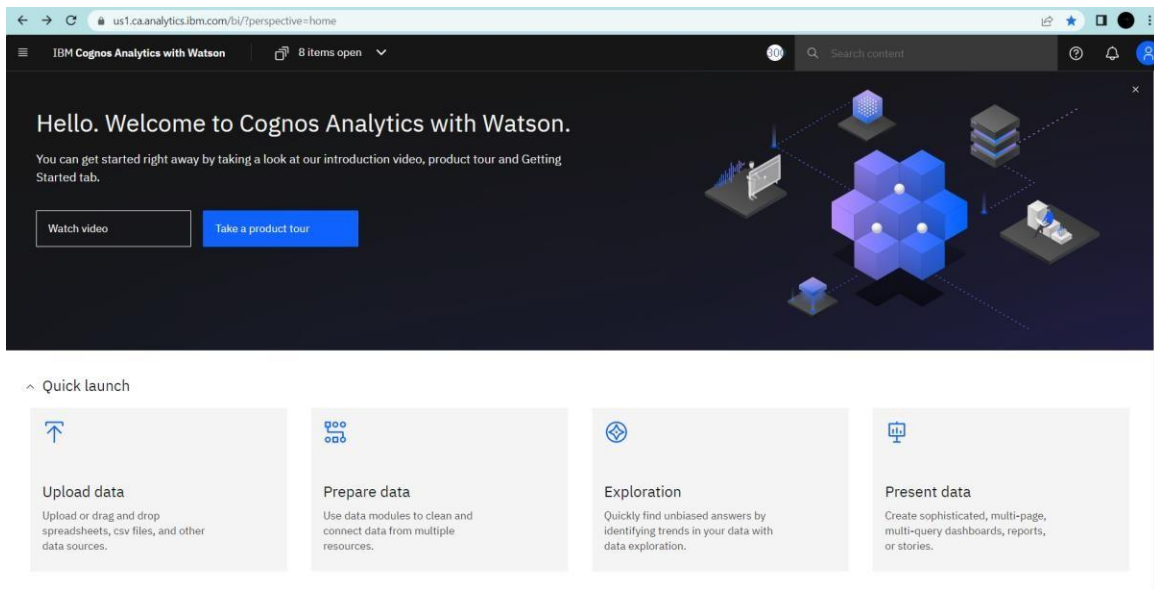 us1.ca.analytics.ibm.com/bi/?perspective=home
IBM Cognos Analytics with Watson
8 items open
Search content
Hello. Welcome to Cognos Analytics with Watson.
You can get started right away by taking a look at our introduction video, product tour and Getting
Started tab.
Watch video
Take a product tour
Quick launch
Upload data
Upload or drag and drop
spreadsheets, csv files, and other
data sources.
Prepare data
Use data modules to clean and
connect data from multiple
resources.
Exploration
Quickly find unbiased answers by
identifying trends in your data with
data exploration.
Present data
Create sophisticated, multi-page,
multi-query dashboards, reports,
or stories.